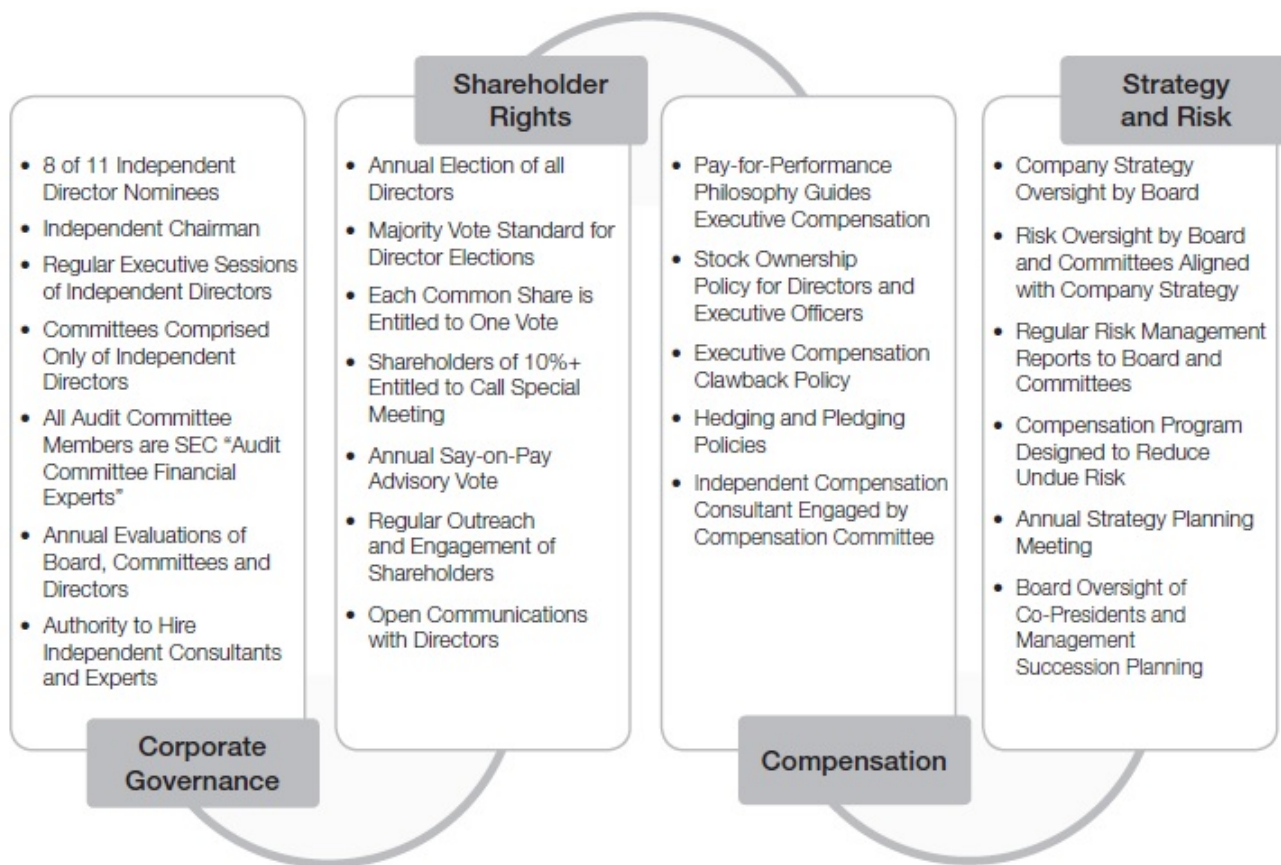 Corporate
Governance
• 8 of 11 Independent
Director Nominees
• Independent Chairman
• Regular Executive Sessions
of Independent Directors
• Committees Comprised
Only of Independent
Directors
• All Audit Committee
Members are SEC “Audit
Committee Financial
Experts”
• Annual Evaluations of
Board, Committees and
Directors
• Authority to Hire
Independent Consultants
and Experts
Shareholder
Rights
• Annual Election of all
Directors
• Majority Vote Standard for
Director Elections
• Each Common Share is
Entitled to One Vote
• Shareholders of 10%+
Entitled to Call Special
Meeting
• Annual Say-on-Pay
Advisory Vote
• Regular Outreach
and Engagement of
Shareholders
• Open Communications
with Directors
Compensation
• Pay-for-Performance
Philosophy Guides
Executive Compensation
• Stock Ownership
Policy for Directors and
Executive Officers
• Executive Compensation
Clawback Policy
• Hedging and Pledging
Policies
• Independent Compensation
Consultant Engaged by
Compensation Committee
Strategy
and Risk
• Company Strategy
Oversight by Board
• Risk Oversight by Board
and Committees Aligned
with Company Strategy
• Regular Risk Management
Reports to Board and
Committees
• Compensation Program
Designed to Reduce
Undue Risk
• Annual Strategy Planning
Meeting
• Board Oversight of
Co-Presidents and
Management
Succession Planning